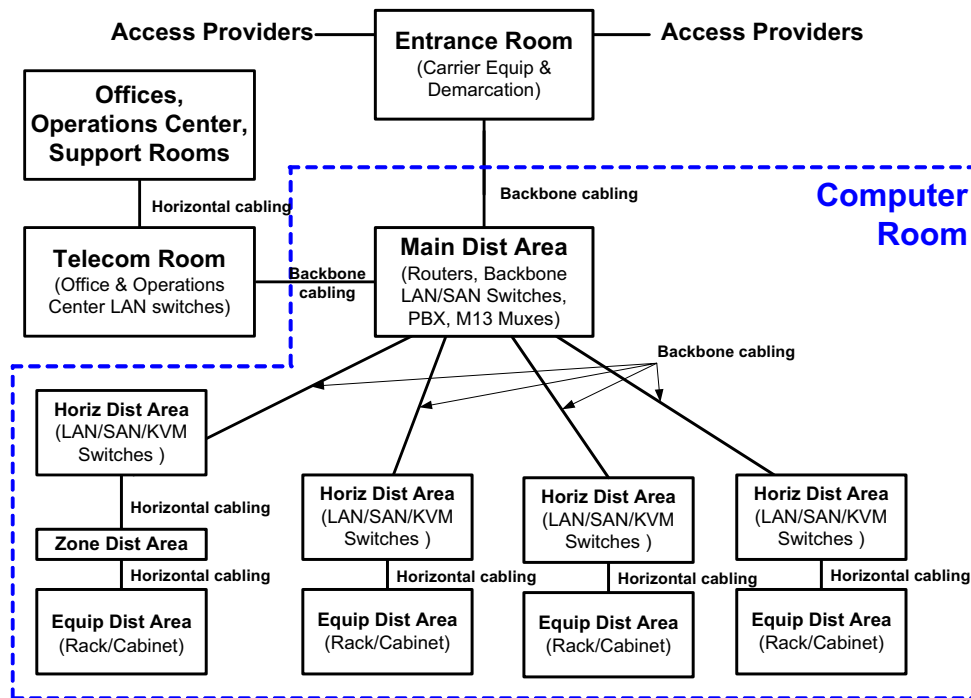 Access Providers
Entrance Room
(Carrier Equip &
Demarcation)
Access Providers
Offices,
Operations Center,
Support Rooms
Horizontal cabling
Backbone cabling
Computer
Room
Telecom Room
(Office & Operations
Center LAN switches)
Backbone
cabling
Main Dist Area
(Routers, Backbone
LAN/SAN Switches,
PBX, M13 Muxes)
Backbone cabling
Horiz Dist Area
(LAN/SAN/KVM
Switches )
Horizontal cabling
Zone Dist Area
Horizontal cabling
Equip Dist Area
(Rack/Cabinet)
Horiz Dist Area
(LAN/SAN/KVM
Switches )
Horizontal cabling
Equip Dist Area
(Rack/Cabinet)
Horiz Dist Area
(LAN/SAN/KVM
Switches )
Horizontal cabling
Equip Dist Area
(Rack/Cabinet)
Horiz Dist Area
(LAN/SAN/KVM
Switches )
Horizontal cabling
Equip Dist Area
(Rack/Cabinet)